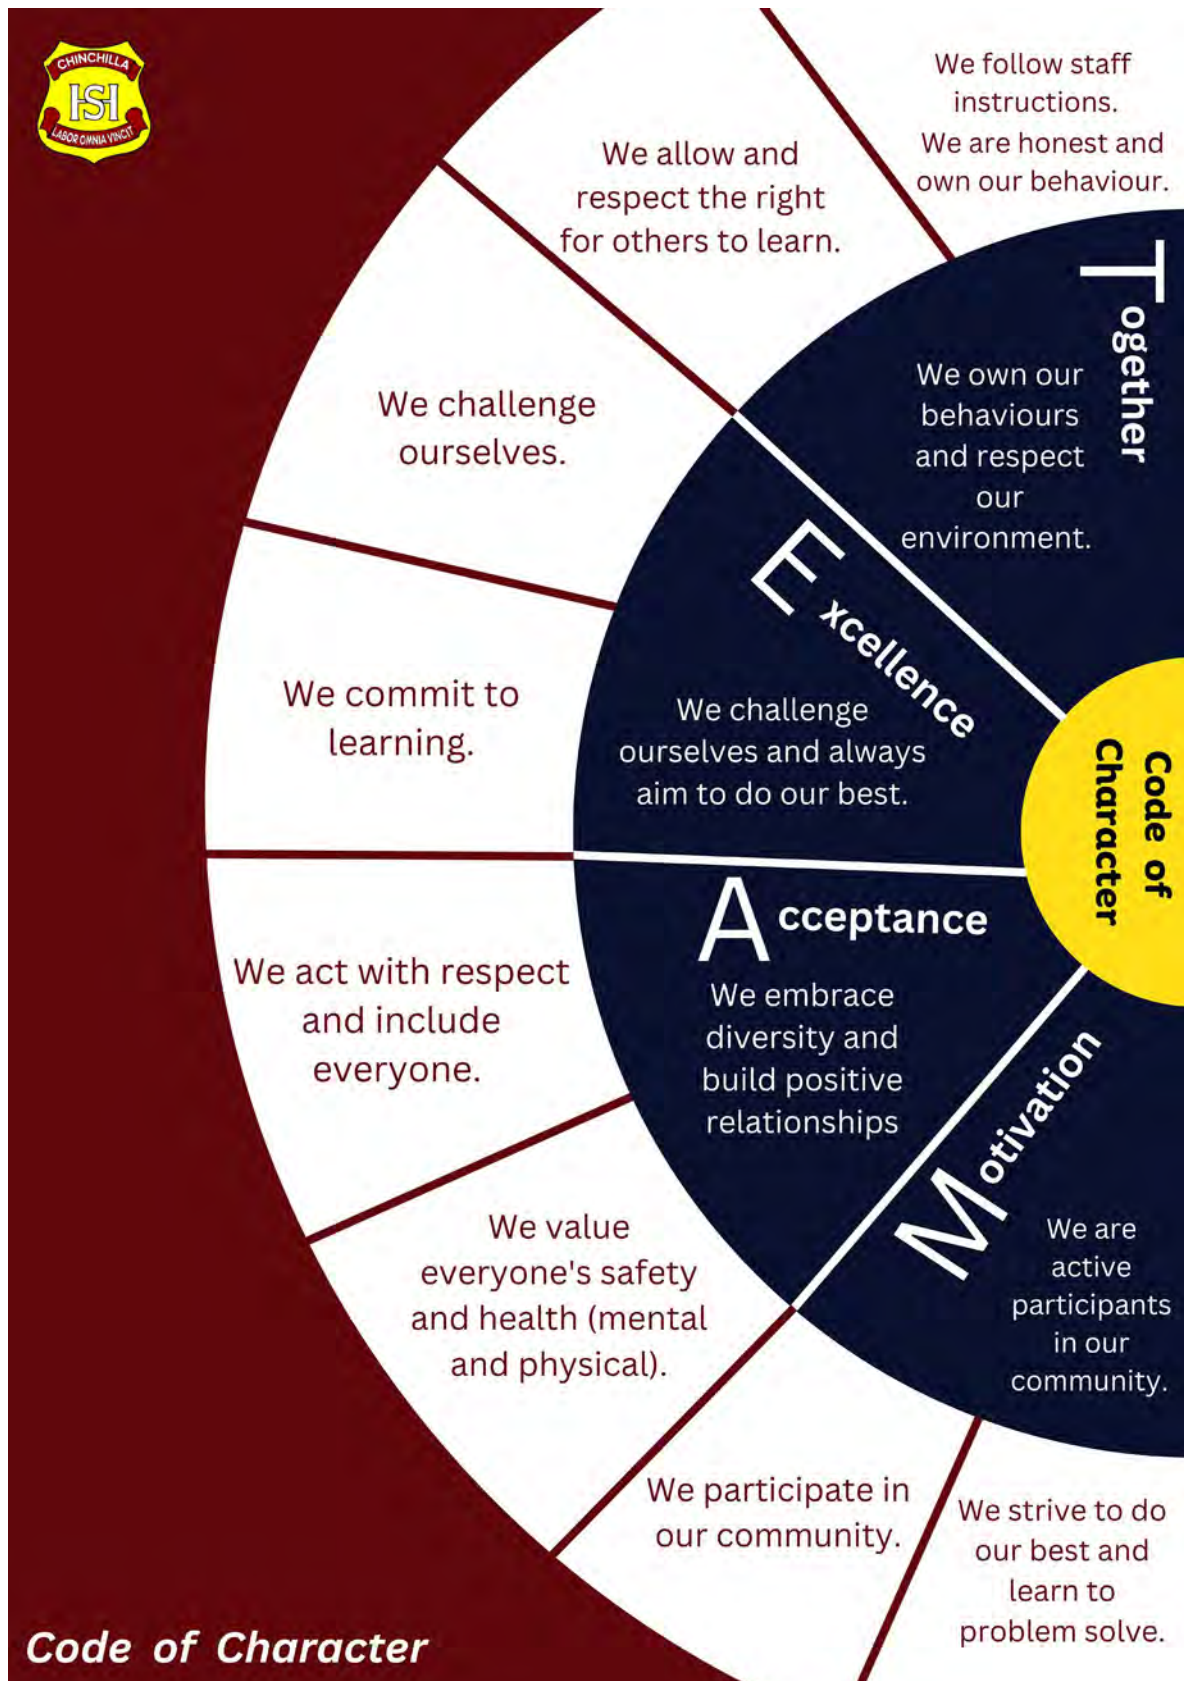 CHINCHILLA
HSH
LABOR OMNIA VINCIT
We follow staff
instructions.
We are honest and
own our behaviour.
We allow and
respect the right
for others to learn.
Together
We own our
behaviours
and respect
our
environment.
We challenge
ourselves.
Excellence
We commit to
learning.
We challenge
ourselves and always
aim to do our best.
Code of
Character
Acceptance
We act with respect
and include
everyone.
We embrace
diversity and
build positive
relationships
Motivation
We are
active
participants
in our
community.
We value
everyone's safety
and health (mental
and physical).
We participate in
our community.
We strive to do
our best and
learn to
problem solve.
Code of Character